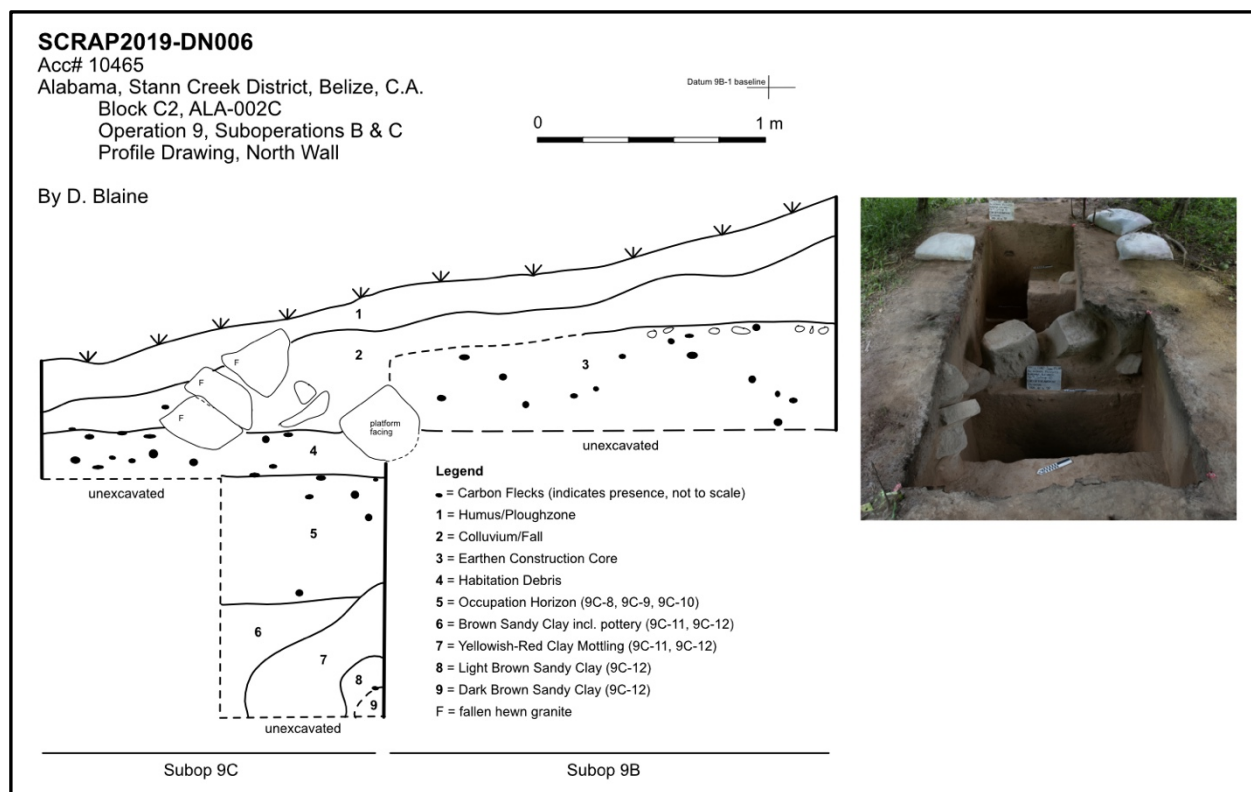 SCRAP2019-DN006
Acc# 10465
Alabama, Stann Creek District, Belize, C.A.
Block C2, ALA-002C
Operation 9, Suboperations B & C
Profile Drawing, North Wall
By D. Blaine
Datum 9B-1 baseline
0 1 m
1
2
3
F
F
F
platform
facing
4
unexcavated
unexcavated
5
6
7
8
9
unexcavated
Legend
= Carbon Flecks (indicates presence, not to scale)
1 = Humus/Ploughzone
2 = Colluvium/Fall
3 = Earthen Construction Core
4 = Habitation Debris
5 = Occupation Horizon (9C-8, 9C-9, 9C-10)
6 = Brown Sandy Clay incl. pottery (9C-11, 9C-12)
7 = Yellowish-Red Clay Mottling (9C-11, 9C-12)
8 = Light Brown Sandy Clay (9C-12)
9 = Dark Brown Sandy Clay (9C-12)
F = fallen hewn granite
Subop 9C
Subop 9B